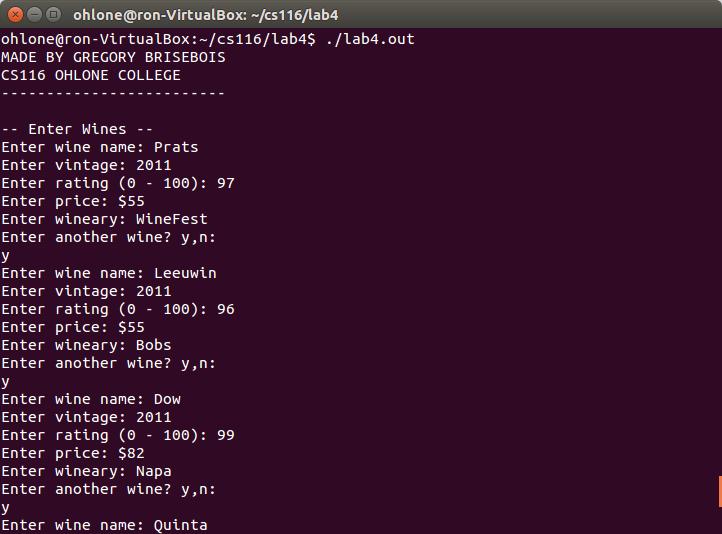 ohlone@ron-VirtualBox: ~/cs116/lab4
ohlone@ron-VirtualBox:~/cs116/lab4$ ./lab4.out
MADE BY GREGORY BRISEBOIS
CS116 OHLONE COLLEGE
-------------------------
-- Enter Wines --
Enter wine name: Prats
Enter vintage: 2011
Enter rating (0 - 100): 97
Enter price: $55
Enter wineary: WineFest
Enter another wine? y,n:
y
Enter wine name: Leeuwin
Enter vintage: 2011
Enter rating (0 - 100): 96
Enter price: $55
Enter wineary: Bobs
Enter another wine? y,n:
y
Enter wine name: Dow
Enter vintage: 2011
Enter rating (0 - 100): 99
Enter price: $82
Enter wineary: Napa
Enter another wine? y,n:
y
Enter wine name: Quinta